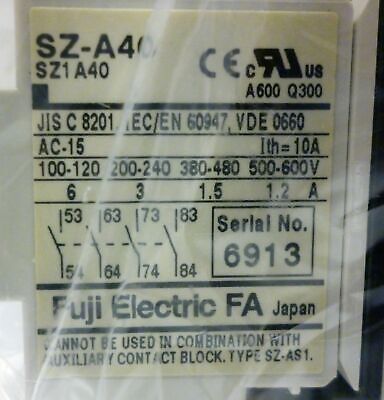 SZ-A40
SZ1A40
CE c RU US
A600 Q300
JIS C 8201, IEC/EN 60947, VDE 0660
AC-15 Ith=10A
100-120 200-240 380-480 500-600V
6 3 1.5 1.2 A
53 63 73 83
54 64 74 84
Serial No.
6913
Fuji Electric FA Japan
CANNOT BE USED IN COMBINATION WITH
AUXILIARY CONTACT BLOCK, TYPE SZ-AS1.